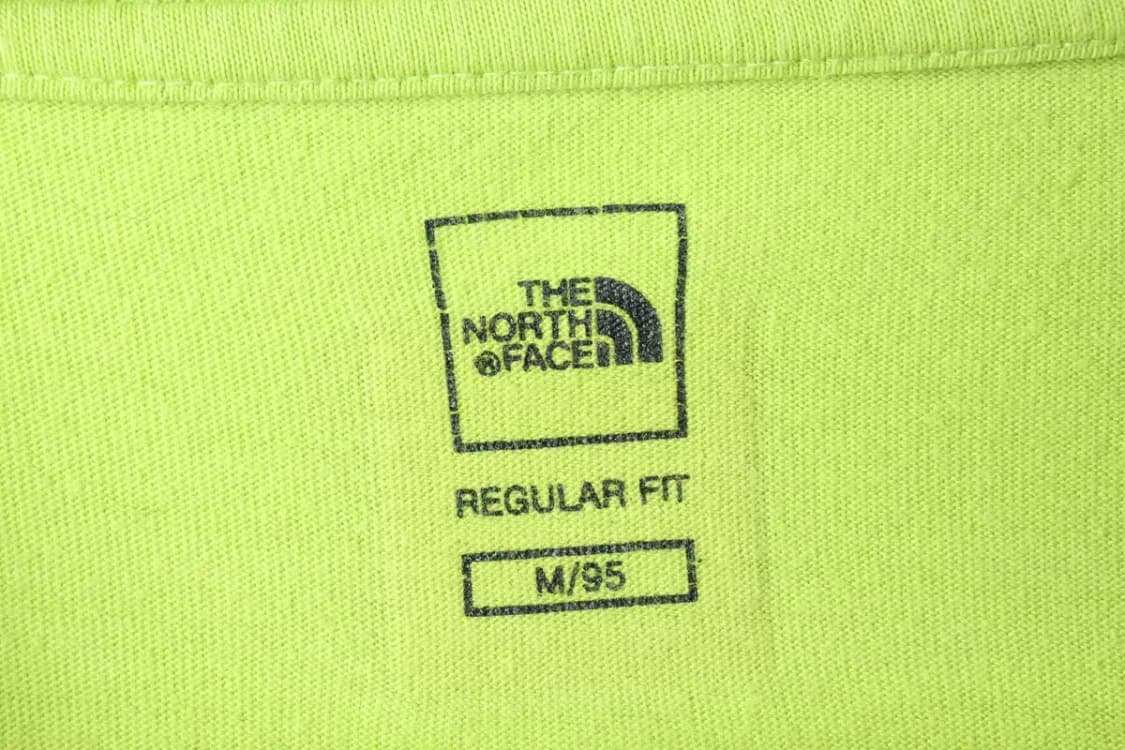 THE
NORTH
®FACE
REGULAR FIT
M/95